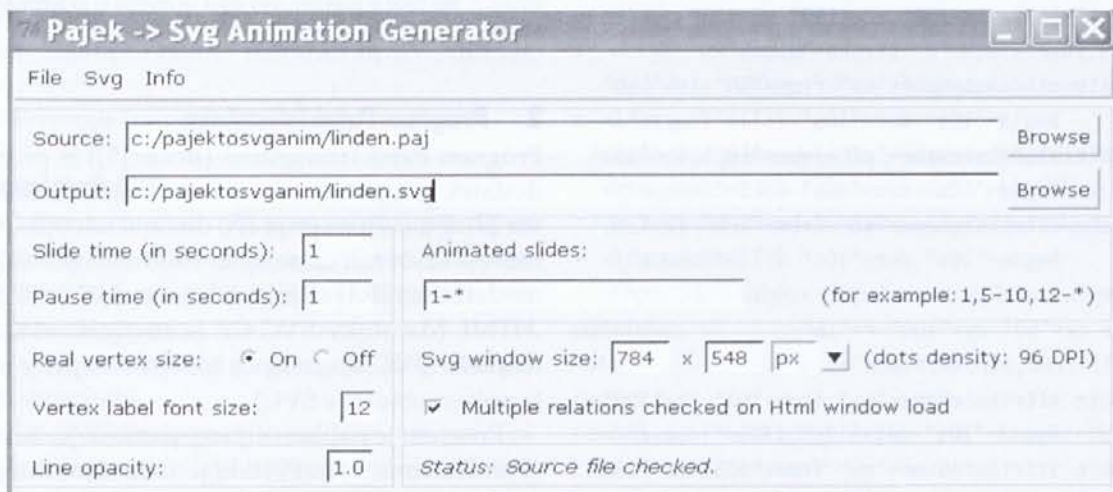 Pajek -> Svg Animation Generator
File Svg Info
Source: c:/pajektosvganim/linden.paj Browse
Output: c:/pajektosvganim/linden.svg Browse
Slide time (in seconds): 1 Animated slides:
Pause time (in seconds): 1 1-* (for example: 1,5-10,12-*)
Real vertex size: On Off Svg window size: 784 x 548 px (dots density: 96 DPI)
Vertex label font size: 12 Multiple relations checked on Html window load
Line opacity: 1.0 Status: Source file checked.